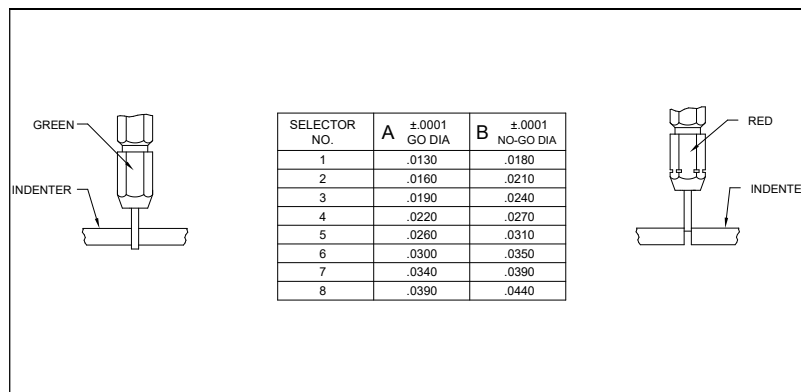 GREEN
INDENTER
SELECTOR NO. A ±.0001 GO DIA B ±.0001 NO-GO DIA
1 .0130 .0180
2 .0160 .0210
3 .0190 .0240
4 .0220 .0270
5 .0260 .0310
6 .0300 .0350
7 .0340 .0390
8 .0390 .0440
RED
INDENTE